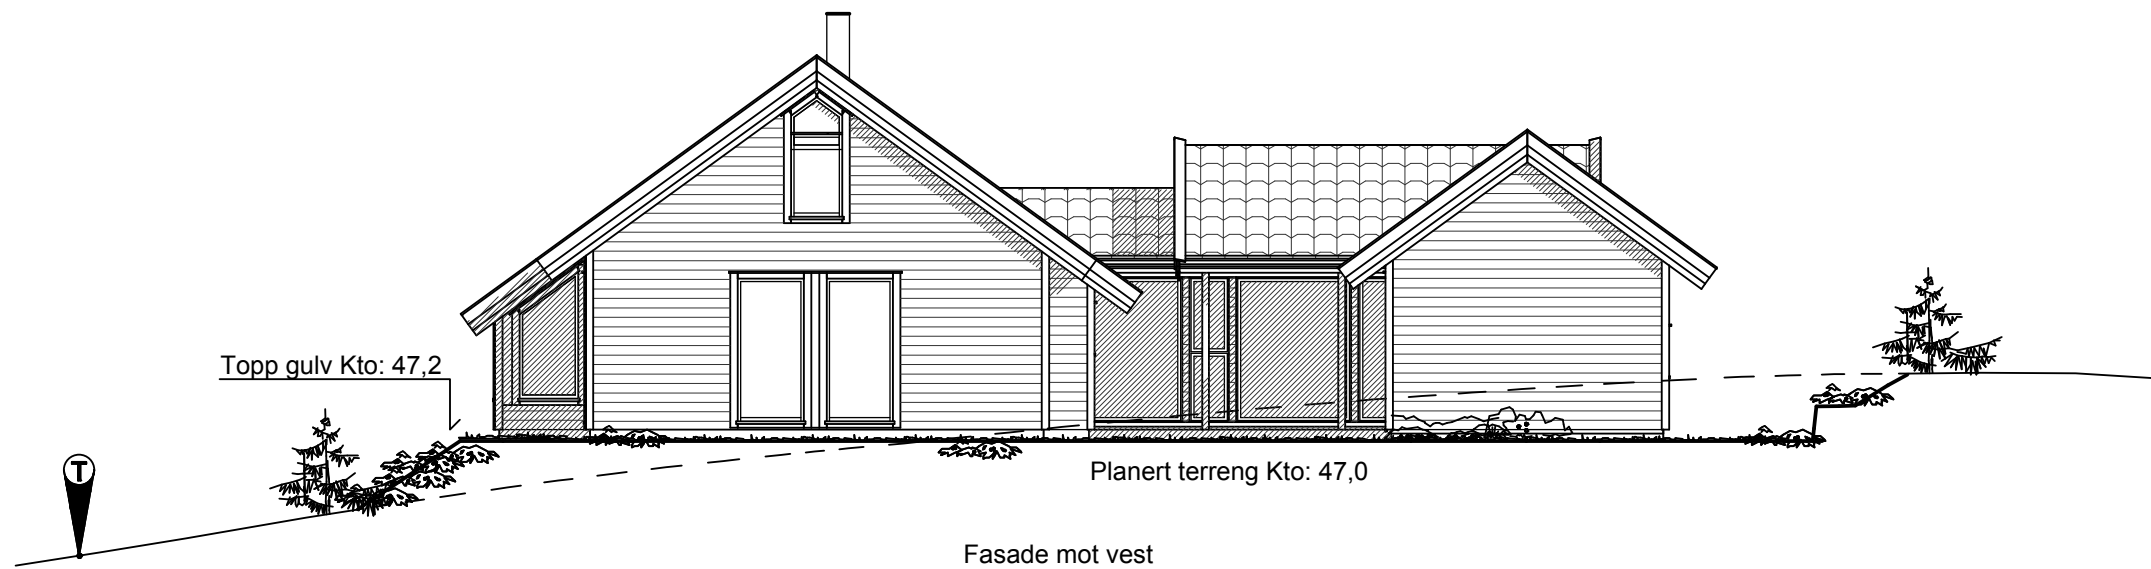 Topp gulv Kto: 47,2
T
Planert terreng Kto: 47,0
Fasade mot vest